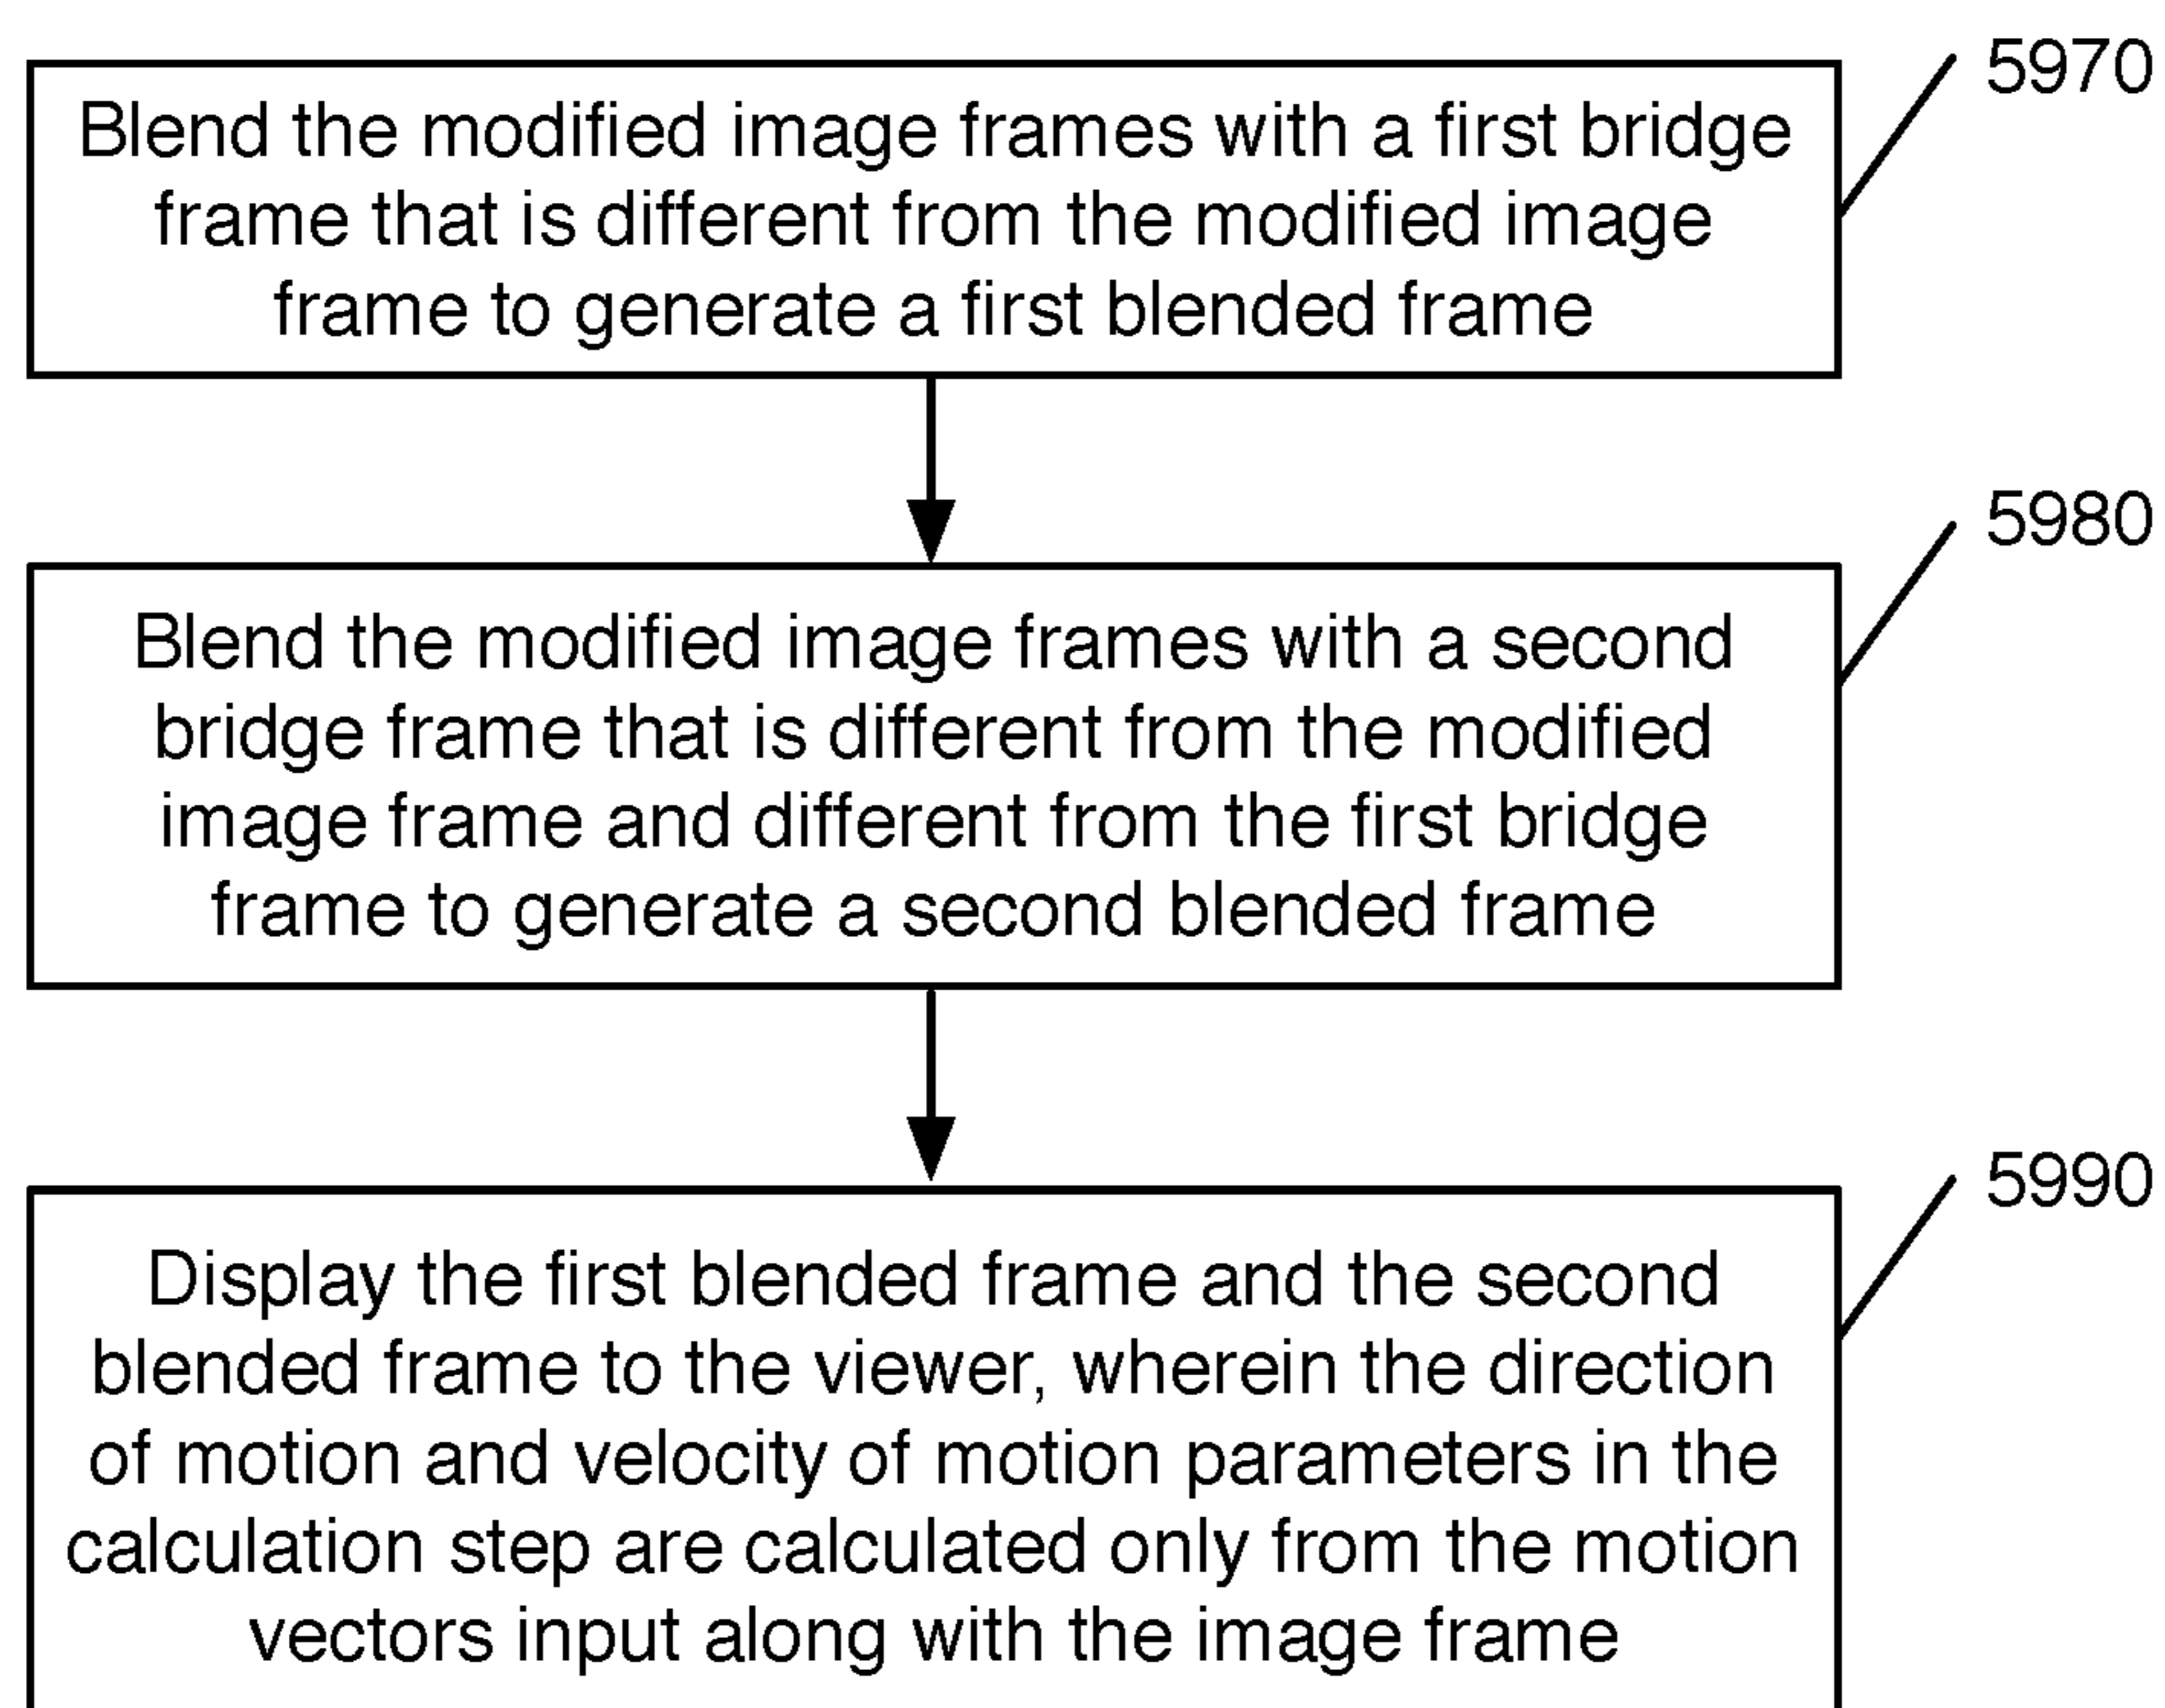 5970
Blend the modified image frames with a first bridge
frame that is different from the modified image
frame to generate a first blended frame
5980
Blend the modified image frames with a second
bridge frame that is different from the modified
image frame and different from the first bridge
frame to generate a second blended frame
5990
Display the first blended frame and the second
blended frame to the viewer, wherein the direction
of motion and velocity of motion parameters in the
calculation step are calculated only from the motion
vectors input along with the image frame